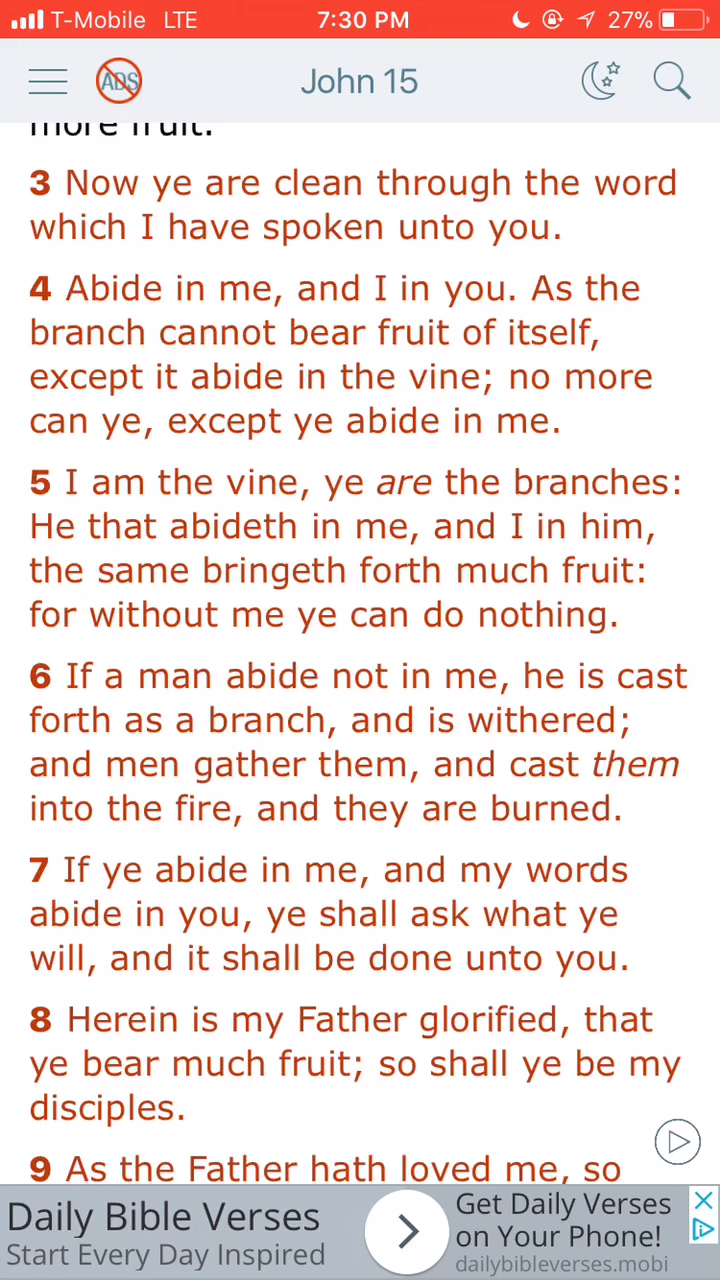 T-Mobile LTE 7:30 PM 27%
ADS John 15
more fruit.
3 Now ye are clean through the word
which I have spoken unto you.
4 Abide in me, and I in you. As the
branch cannot bear fruit of itself,
except it abide in the vine; no more
can ye, except ye abide in me.
5 I am the vine, ye are the branches:
He that abideth in me, and I in him,
the same bringeth forth much fruit:
for without me ye can do nothing.
6 If a man abide not in me, he is cast
forth as a branch, and is withered;
and men gather them, and cast them
into the fire, and they are burned.
7 If ye abide in me, and my words
abide in you, ye shall ask what ye
will, and it shall be done unto you.
8 Herein is my Father glorified, that
ye bear much fruit; so shall ye be my
disciples.
9 As the Father hath loved me, so
Daily Bible Verses
Start Every Day Inspired
Get Daily Verses
on Your Phone!
dailybibleverses.mobi